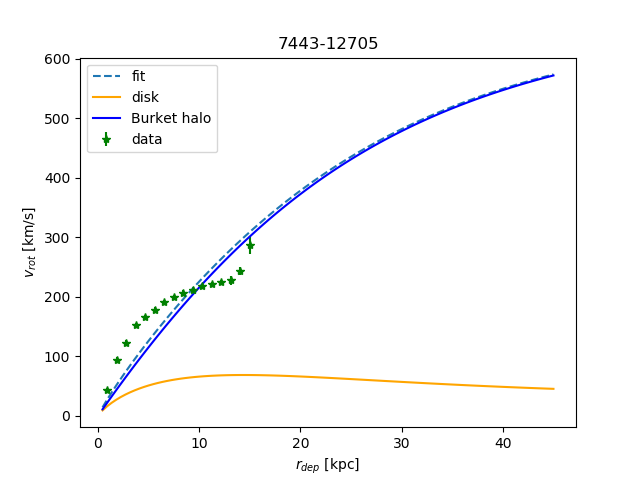 7443-12705
fit
disk
Burket halo
data
600
500
400
300
200
100
0
v_rot [km/s]
0 10 20 30 40
r_dep [kpc]